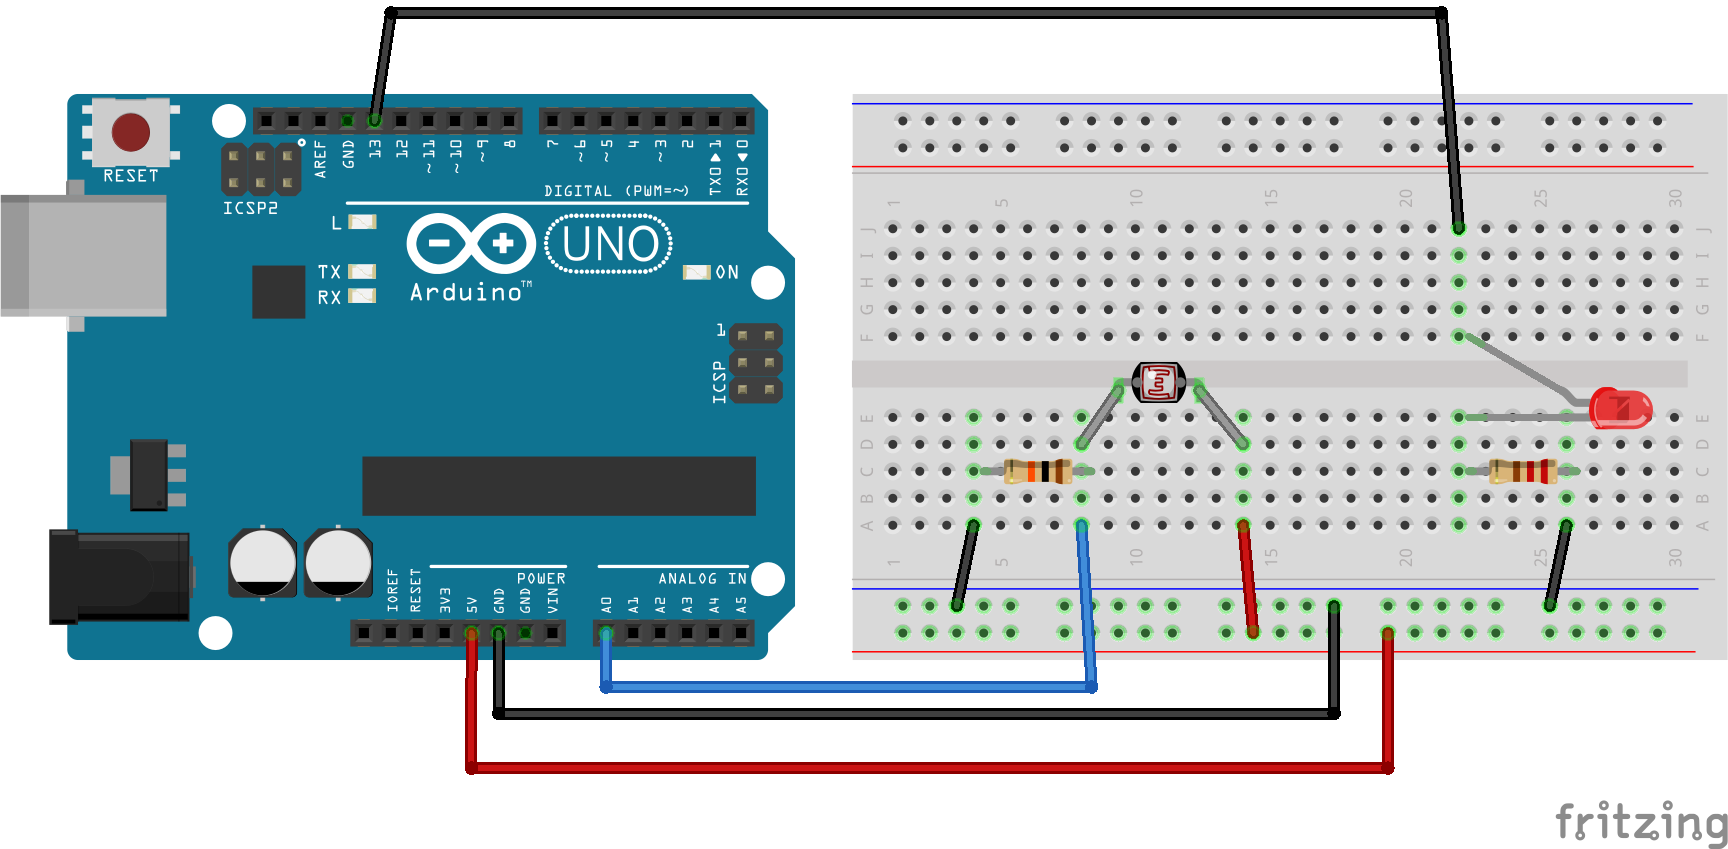 RESET
ICSP2
AREF
GND
13
12
~11
~10
~9
8
7
~6
~5
4
~3
2
TX0▶1
RX0◀0
DIGITAL (PWM=~)
L
TX
RX
UNO
Arduino™
ON
1
ICSP
IOREF
RESET
3V3
5V
GND
GND
VIN
POWER
ANALOG IN
A0
A1
A2
A3
A4
A5
1 5 10 15 20 25 30
J J
I I
H H
G G
F F
E E
D D
C C
B B
A A
1 5 10 15 20 25 30
fritzing